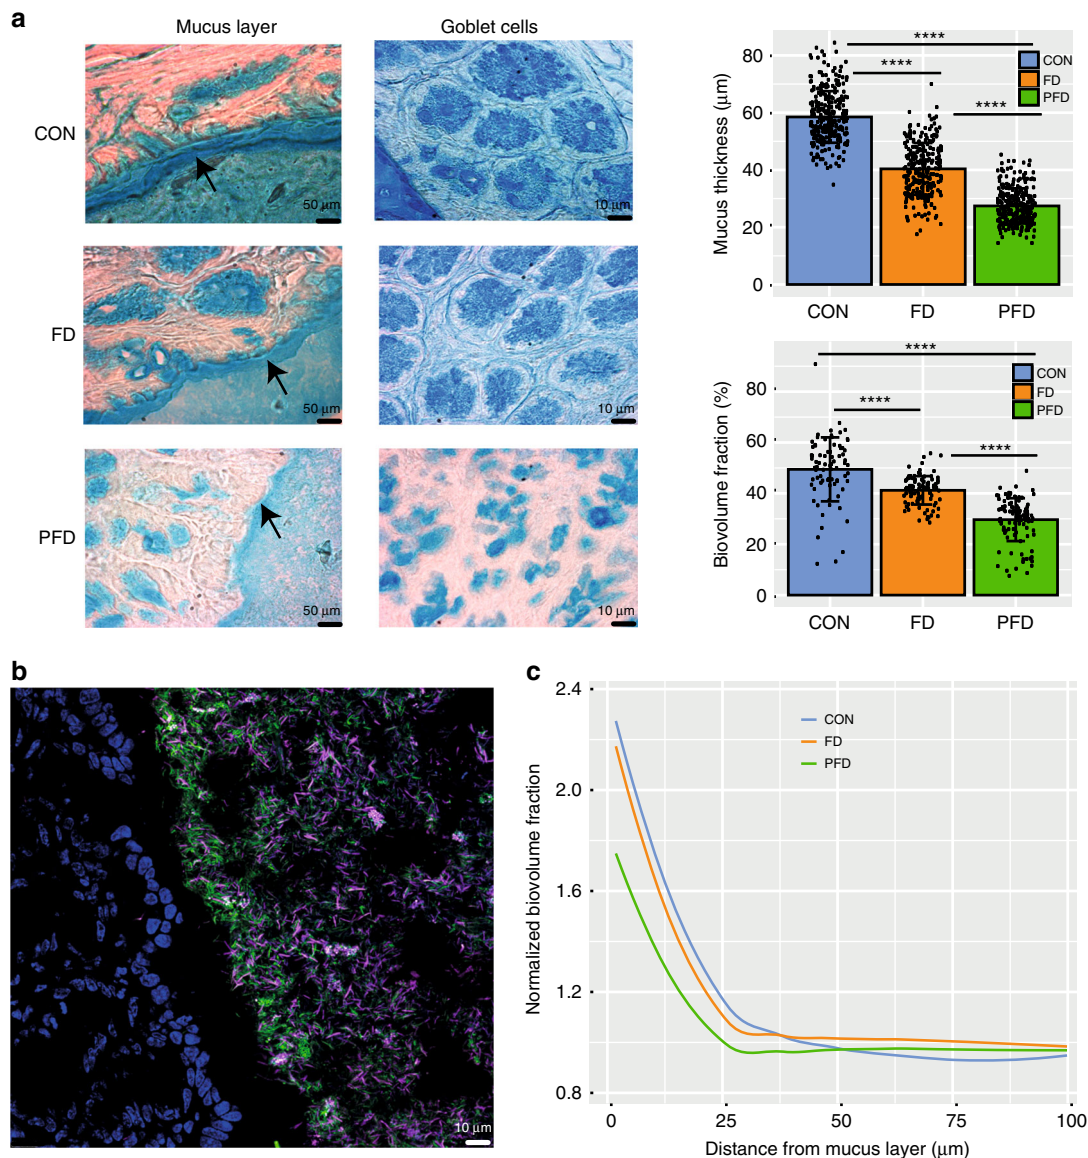 a
Mucus layer
Goblet cells
CON
50 µm
10 µm
FD
50 µm
10 µm
PFD
50 µm
10 µm
Mucus thickness (µm)
80
60
40
20
0
****
****
****
CON
FD
PFD
CON
FD
PFD
Biovolume fraction (%)
80
60
40
20
0
****
****
****
CON
FD
PFD
CON
FD
PFD
b
10 µm
c
Normalized biovolume fraction
2.4
2.0
1.6
1.2
0.8
CON
FD
PFD
0
25
50
75
100
Distance from mucus layer (µm)